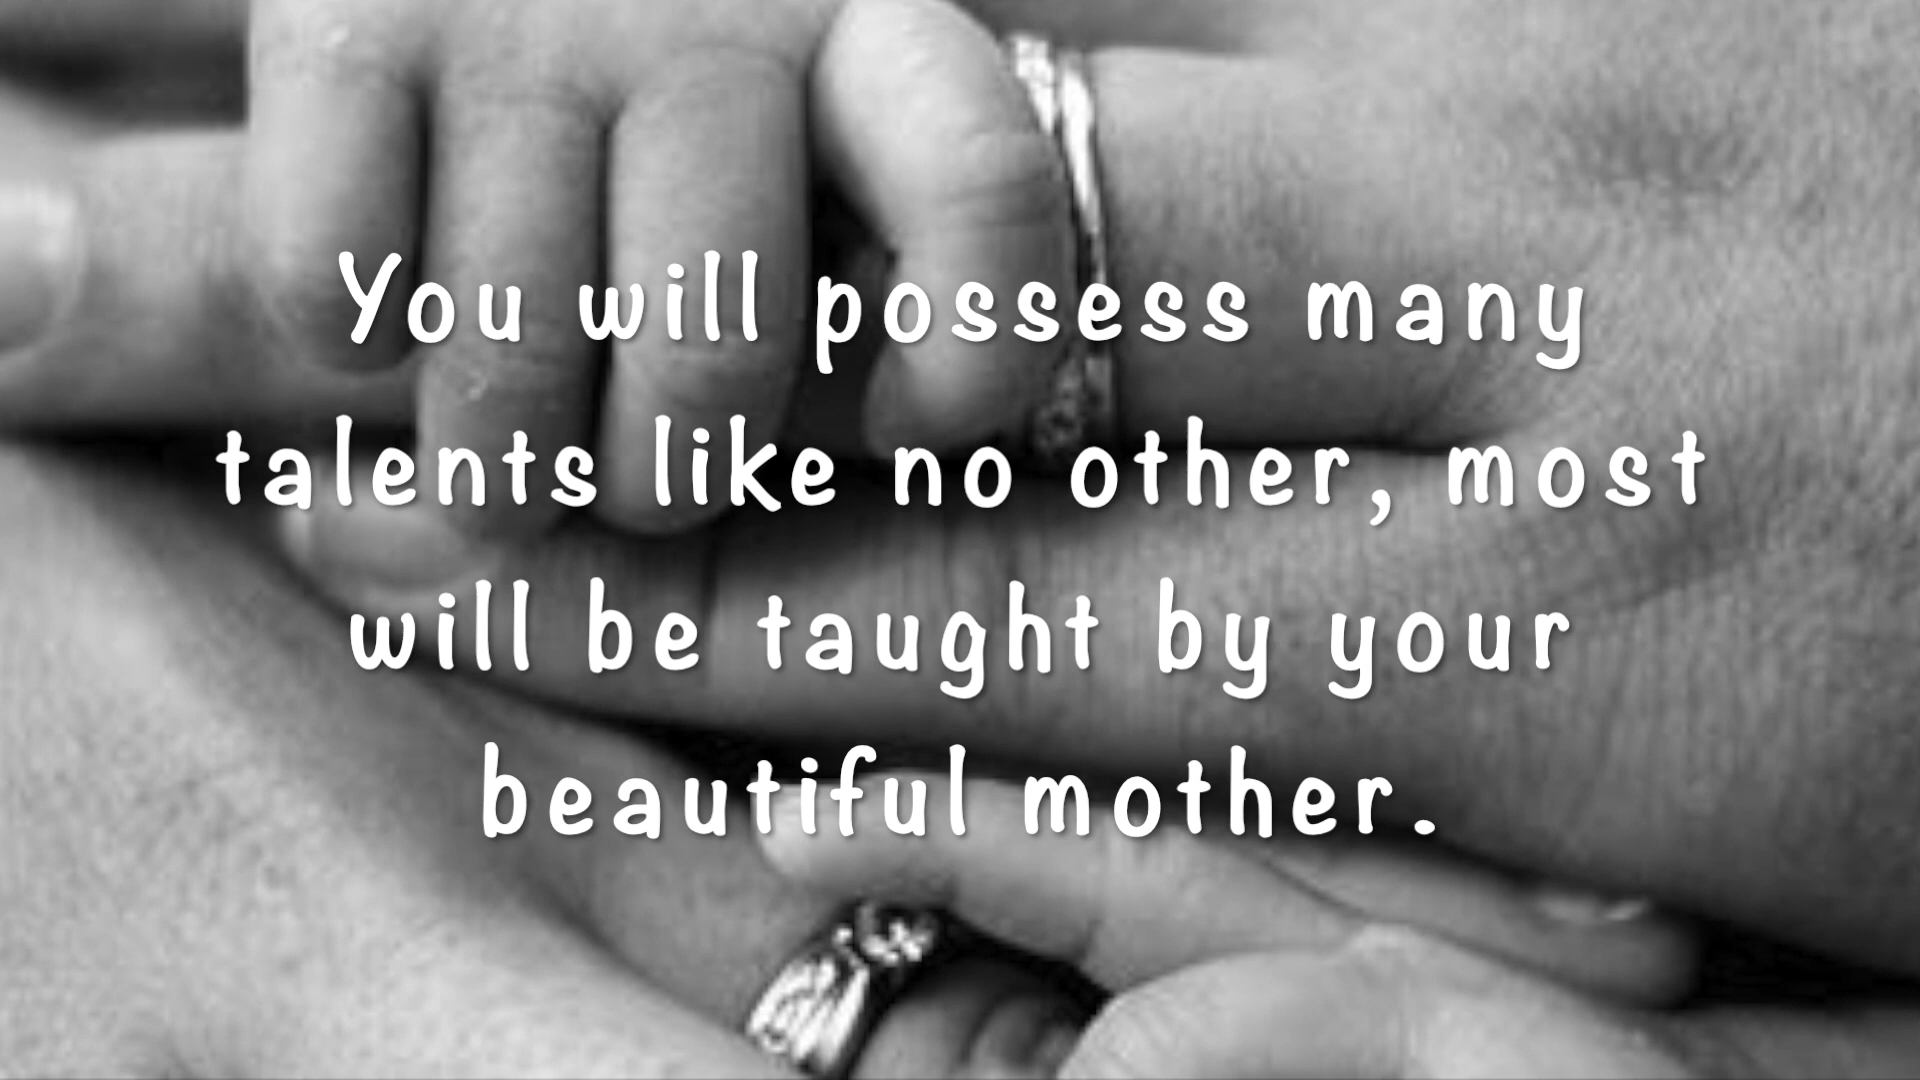 You will possess many
talents like no other, most
will be taught by your
beautiful mother.